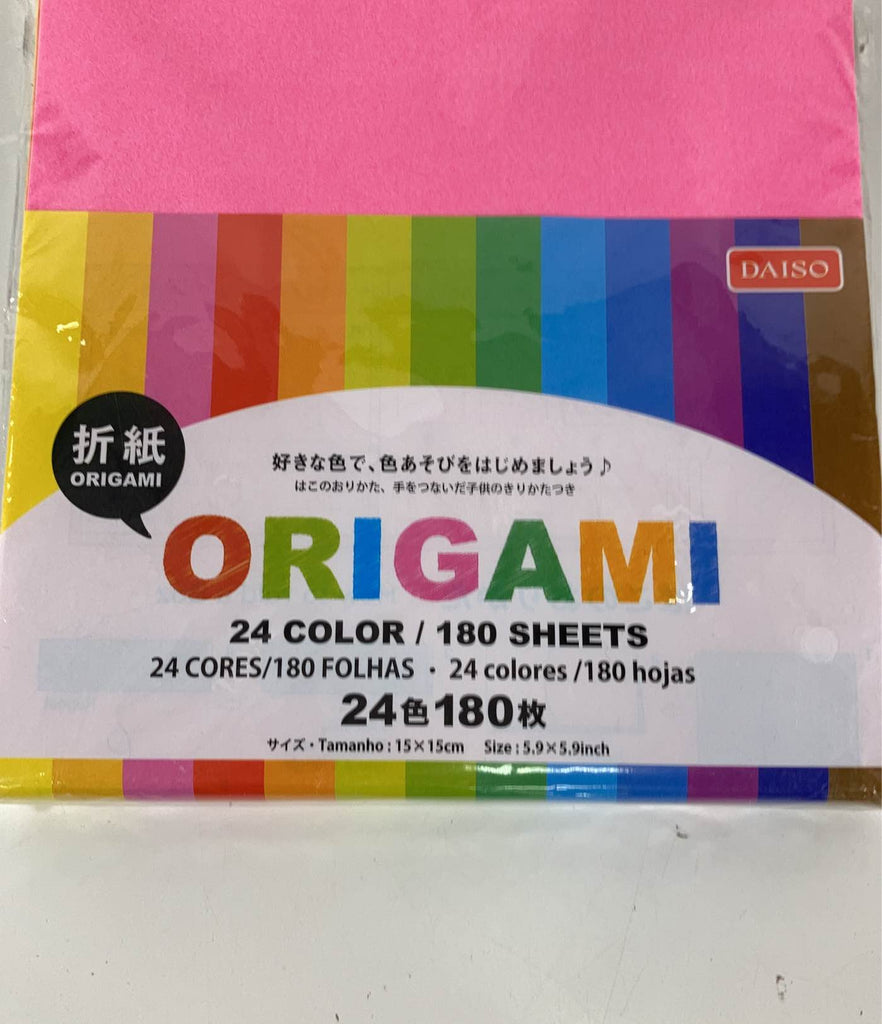 DAISO
折紙
ORIGAMI
好きな色で、色あそびをはじめましょう♪
はこのおりかた、手をつないだ子供のきりかたつき
ORIGAMI
24 COLOR / 180 SHEETS
24 CORES/180 FOLHAS · 24 colores /180 hojas
24色180枚
サイズ・Tamanho : 15×15cm Size : 5.9×5.9inch